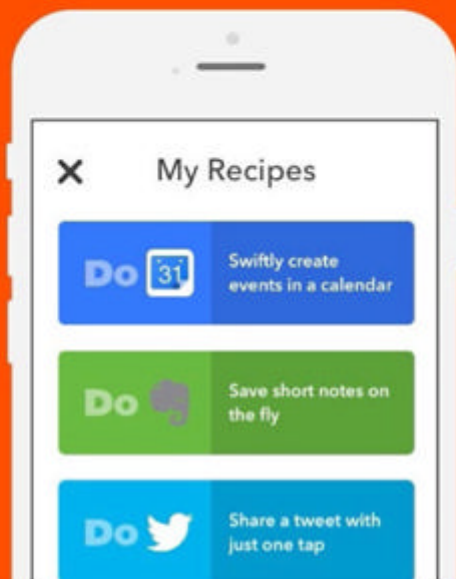 My Recipes
Do 31
Swiftly create
events in a calendar
Do
Save short notes on
the fly
Do
Share a tweet with
just one tap